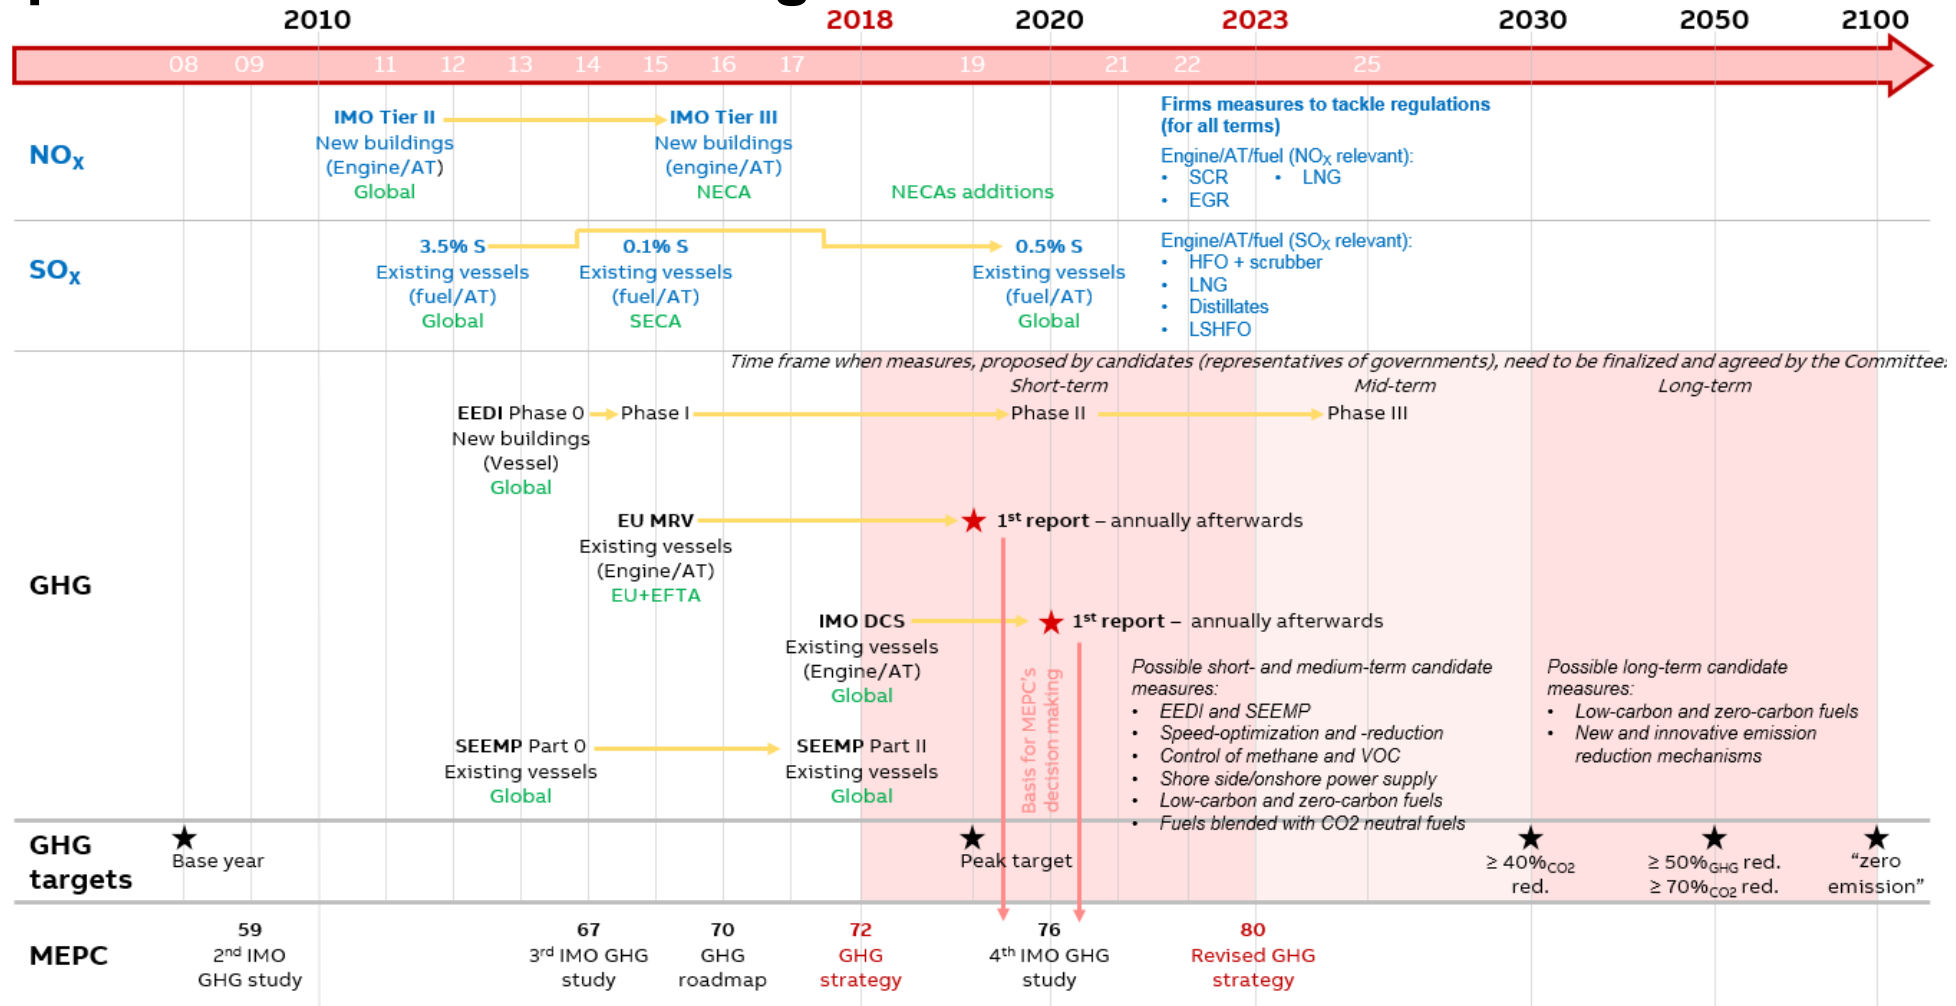 2010 2018 2020 2023 2030 2050 2100
08 09 11 12 13 14 15 16 17 19 21 22 25
NOX
IMO Tier II
New buildings
(Engine/AT)
Global
IMO Tier III
New buildings
(engine/AT)
NECA
NECAs additions
Firms measures to tackle regulations
(for all terms)
Engine/AT/fuel (NOX relevant):
• SCR • LNG
• EGR
SOX
3.5% S
Existing vessels
(fuel/AT)
Global
0.1% S
Existing vessels
(fuel/AT)
SECA
0.5% S
Existing vessels
(fuel/AT)
Global
Engine/AT/fuel (SOX relevant):
• HFO + scrubber
• LNG
• Distillates
• LSHFO
Time frame when measures, proposed by candidates (representatives of governments), need to be finalized and agreed by the Committee:
Short-term Mid-term Long-term
GHG
EEDI Phase 0 Phase I Phase II Phase III
New buildings
(Vessel)
Global
EU MRV
Existing vessels
(Engine/AT)
EU+EFTA
1st report – annually afterwards
IMO DCS
Existing vessels
(Engine/AT)
Global
1st report – annually afterwards
SEEMP Part 0
Existing vessels
Global
SEEMP Part II
Existing vessels
Global
Basis for MEPC's
decision making
Possible short- and medium-term candidate
measures:
• EEDI and SEEMP
• Speed-optimization and -reduction
• Control of methane and VOC
• Shore side/onshore power supply
• Low-carbon and zero-carbon fuels
• Fuels blended with CO2 neutral fuels
Possible long-term candidate
measures:
• Low-carbon and zero-carbon fuels
• New and innovative emission
reduction mechanisms
GHG
targets
Base year
Peak target
≥ 40%CO2
red.
≥ 50%GHG red.
≥ 70%CO2 red.
“zero
emission”
MEPC
59
2nd IMO
GHG study
67
3rd IMO GHG
study
70
GHG
roadmap
72
GHG
strategy
76
4th IMO GHG
study
80
Revised GHG
strategy